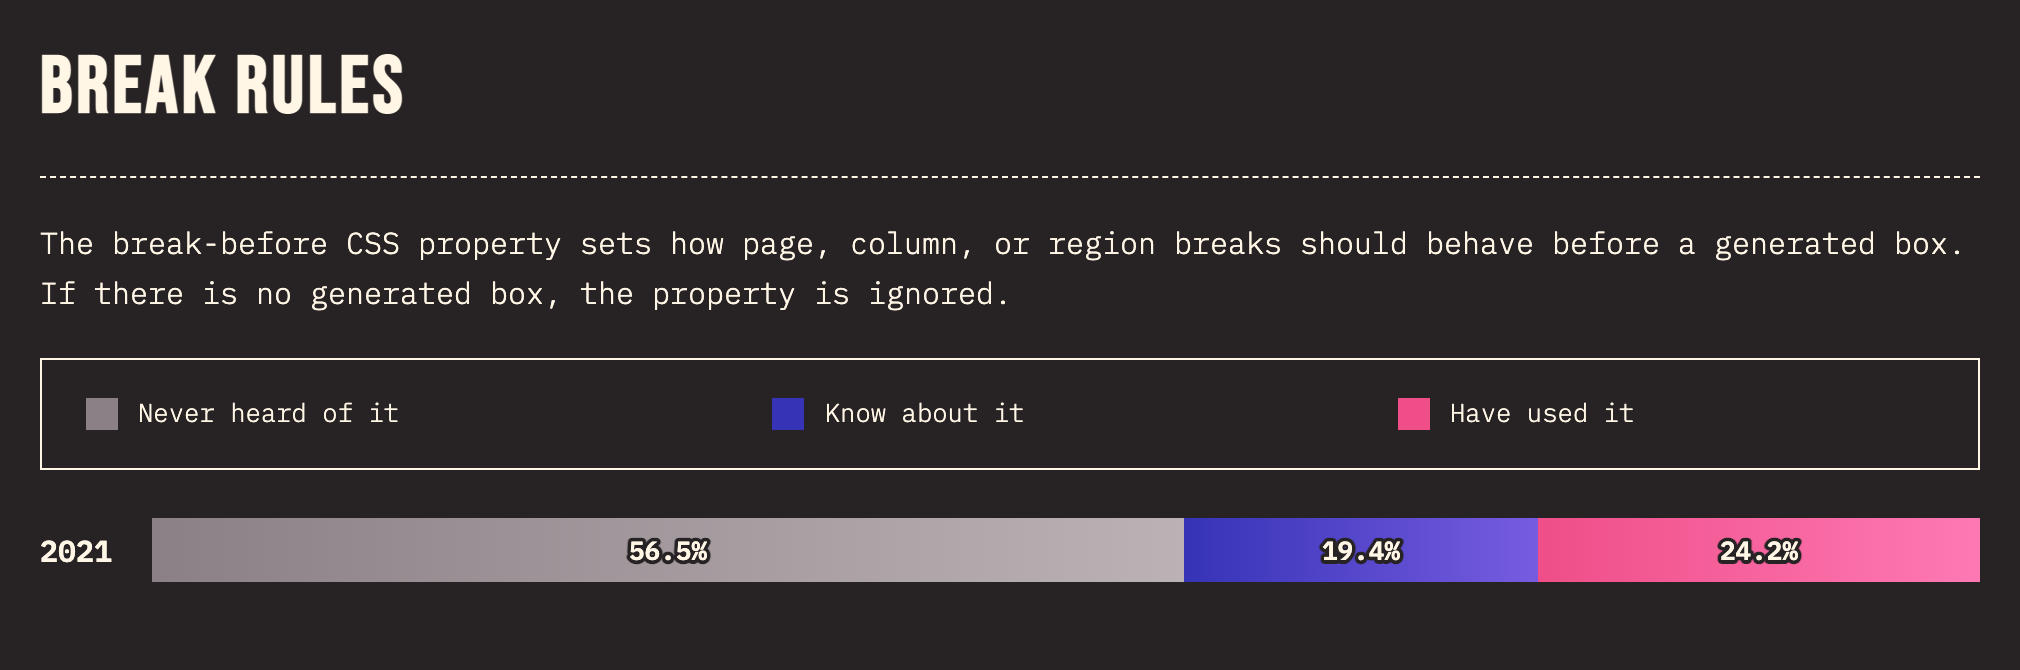 BREAK RULES
The break-before CSS property sets how page, column, or region breaks should behave before a generated box.
If there is no generated box, the property is ignored.
Never heard of it Know about it Have used it
2021 56.5% 19.4% 24.2%